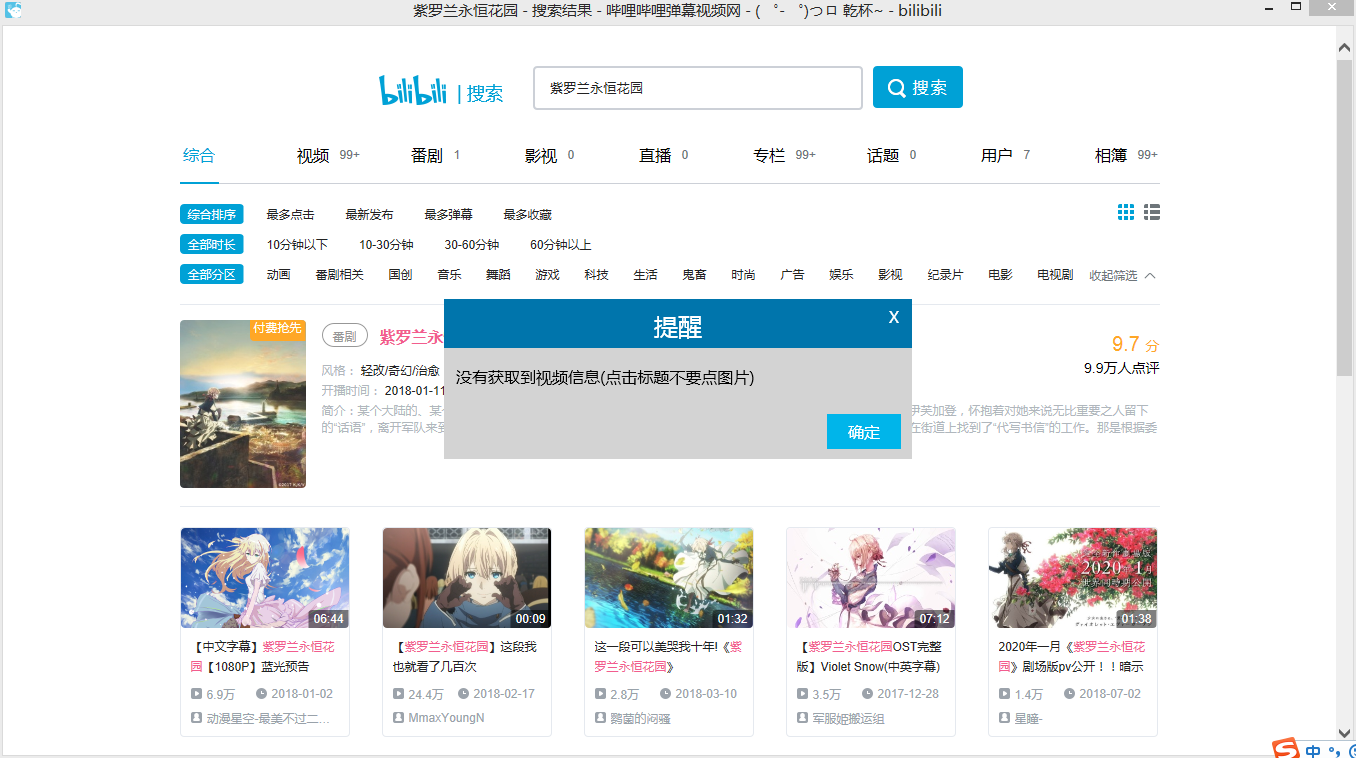 紫罗兰永恒花园 - 搜索结果 - 哔哩哔哩弹幕视频网 - ( ゜- ゜)つロ 乾杯~ - bilibili
bilibili | 搜索
紫罗兰永恒花园
搜索
综合 视频 99+ 番剧 1 影视 0 直播 0 专栏 99+ 话题 0 用户 7 相簿 99+
综合排序 最多点击 最新发布 最多弹幕 最多收藏
全部时长 10分钟以下 10-30分钟 30-60分钟 60分钟以上
全部分区 动画 番剧相关 国创 音乐 舞蹈 游戏 科技 生活 鬼畜 时尚 广告 娱乐 影视 纪录片 电影 电视剧 收起筛选
提醒 X
没有获取到视频信息(点击标题不要点图片)
确定
付费抢先
番剧 紫罗兰永
9.7 分
9.9万人点评
风格： 轻改/奇幻/治愈
开播时间： 2018-01-11
简介：某个大陆的、某 伊芙加登，怀抱着对她来说无比重要之人留下
的“话语”，离开军队来到 在街道上找到了“代写书信”的工作。那是根据委
06:44
【中文字幕】紫罗兰永恒花
园【1080P】蓝光预告
6.9万 2018-01-02
动漫星空-最美不过二...
00:09
【紫罗兰永恒花园】这段我
也就看了几百次
24.4万 2018-02-17
MmaxYoungN
01:32
这一段可以美哭我十年!《紫
罗兰永恒花园》
2.8万 2018-03-10
鹦菌的闷骚
07:12
【紫罗兰永恒花园OST完整
版】Violet Snow(中英字幕)
3.5万 2017-12-28
军服姬搬运组
2020年1月
01:38
2020年一月《紫罗兰永恒花
园》剧场版pv公开！！暗示
1.4万 2018-07-02
星瞳-
中